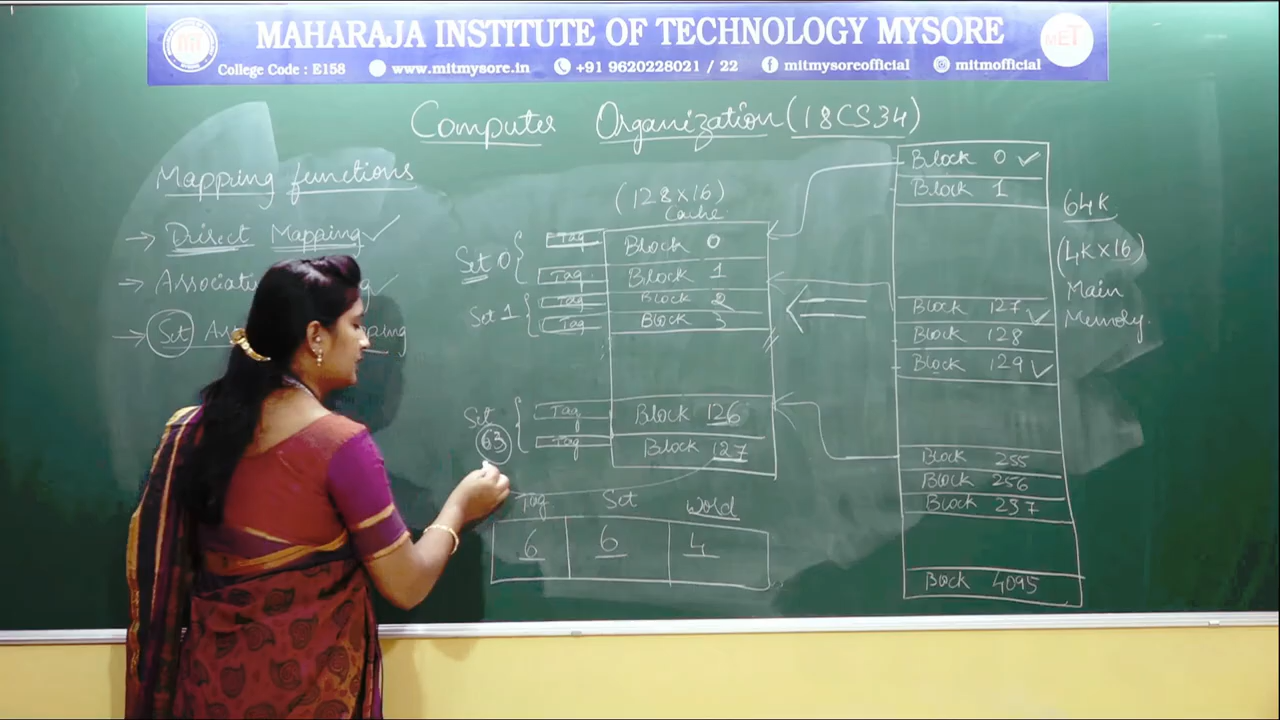 MAHARAJA INSTITUTE OF TECHNOLOGY MYSORE
College Code : E158 www.mitmysore.in +91 9620228021 / 22 mitmysoreofficial mitmofficial
MET
Computer Organization (18CS34)
Mapping functions
→ Direct Mapping ✓
→ Associati
→ Set As ping
(128×16)
Cache
Set 0
Tag Block 0
Tag Block 1
Set 1
Tag Block 2
Tag Block 3
Set 63
Tag Block 126
Tag Block 127
Tag Set Word
6 6 4
Block 0 ✓
Block 1
Block 127 ✓
Block 128
Block 129 ✓
Block 255
Block 256
Block 257
Block 4095
64K
(4K×16)
Main
Memory.